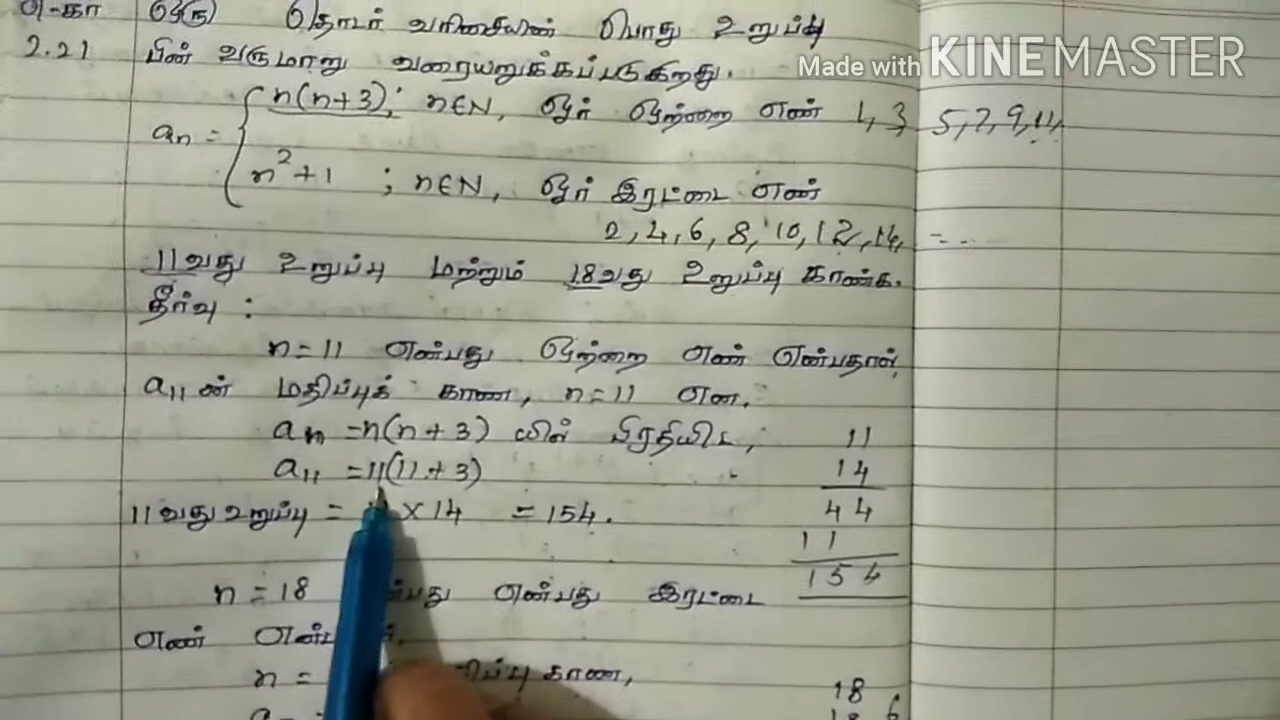 எ-கா ஒரு தொடர் வரிசையின் பொது உறுப்பு
Made with KINEMASTER
2.21 பின் வருமாறு வரையறுக்கப்படுகிறது.
n(n+3); n∈N, ஓர் ஒற்றை எண் 1, 3, 5, 7, 9, 11,
an =
n²+1 ; n∈N, ஓர் இரட்டை எண்
2, 4, 6, 8, 10, 12, 14, ...
11வது உறுப்பு மற்றும் 18வது உறுப்பு காண்க.
தீர்வு :
n=11 என்பது ஒற்றை எண் என்பதால்,
a11ன் மதிப்புக் காண, n=11 என,
an =n(n+3) யில் பிரதியிட, 11
a11 =11(11+3) 14
11வது உறுப்பு = 11 ×14 =154. 44
11
154
n=18 என்பது இரட்டை
எண்
n = காண,
18